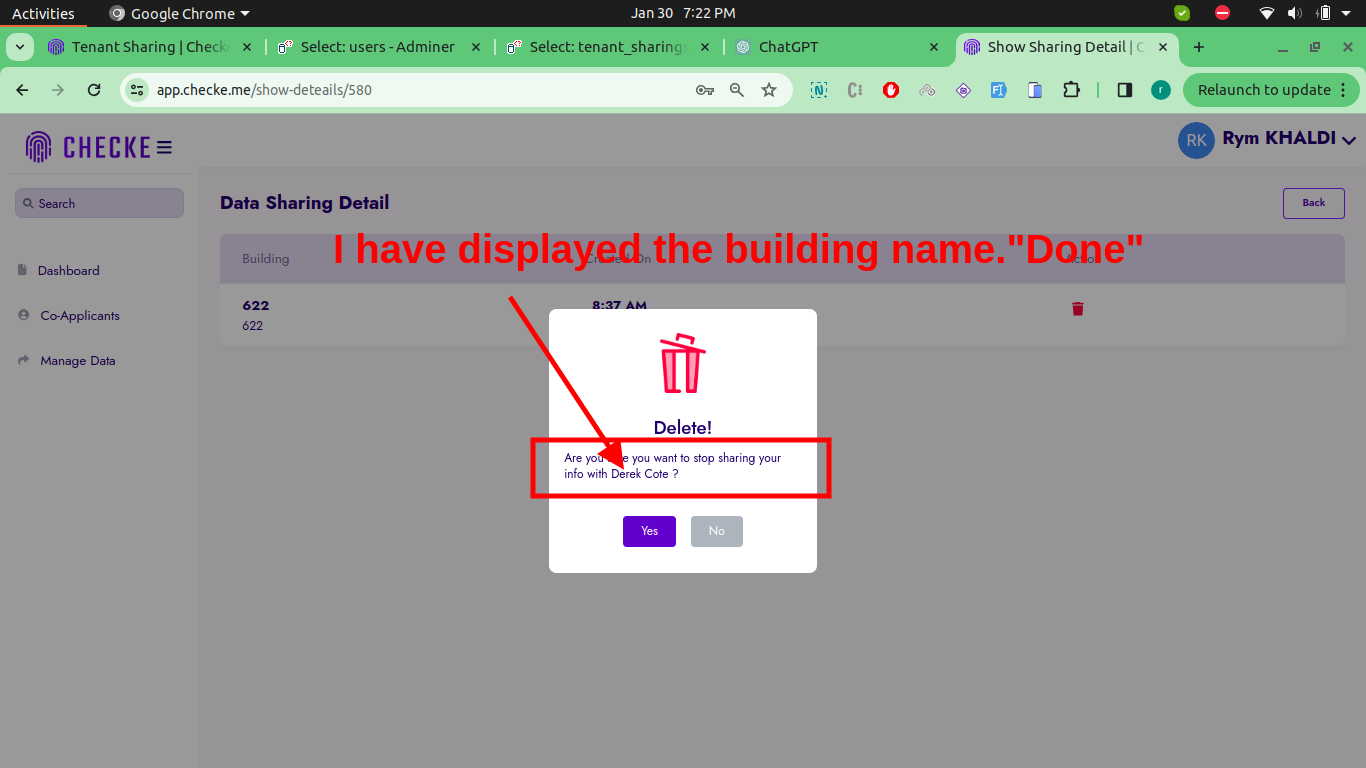 Activities
Google Chrome
Jan 30 7:22 PM
Tenant Sharing | Checke
Select: users - Adminer
Select: tenant_sharings
ChatGPT
Show Sharing Detail | C
app.checke.me/show-deteails/580
Relaunch to update
r
CHECKE
RK
Rym KHALDI
Search
Data Sharing Detail
Back
I have displayed the building name."Done"
Building
Created On
Action
Dashboard
622
8:37 AM
622
Co-Applicants
Manage Data
Delete!
Are you sure you want to stop sharing your
info with Derek Cote ?
Yes
No